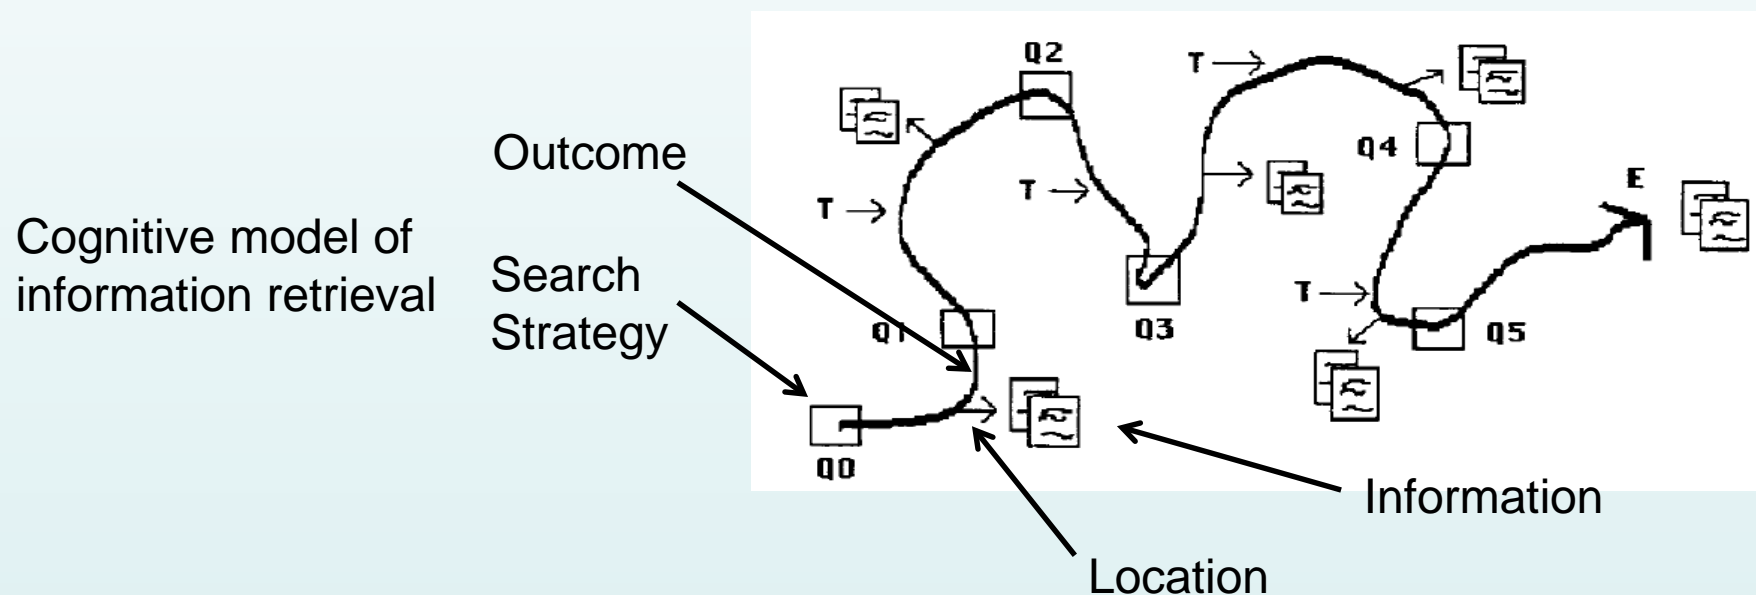 Cognitive model of
information retrieval
Outcome
Search
Strategy
Q2
T
Q4
T
T
E
Q1
Q3
T
Q5
Q0
Information
Location